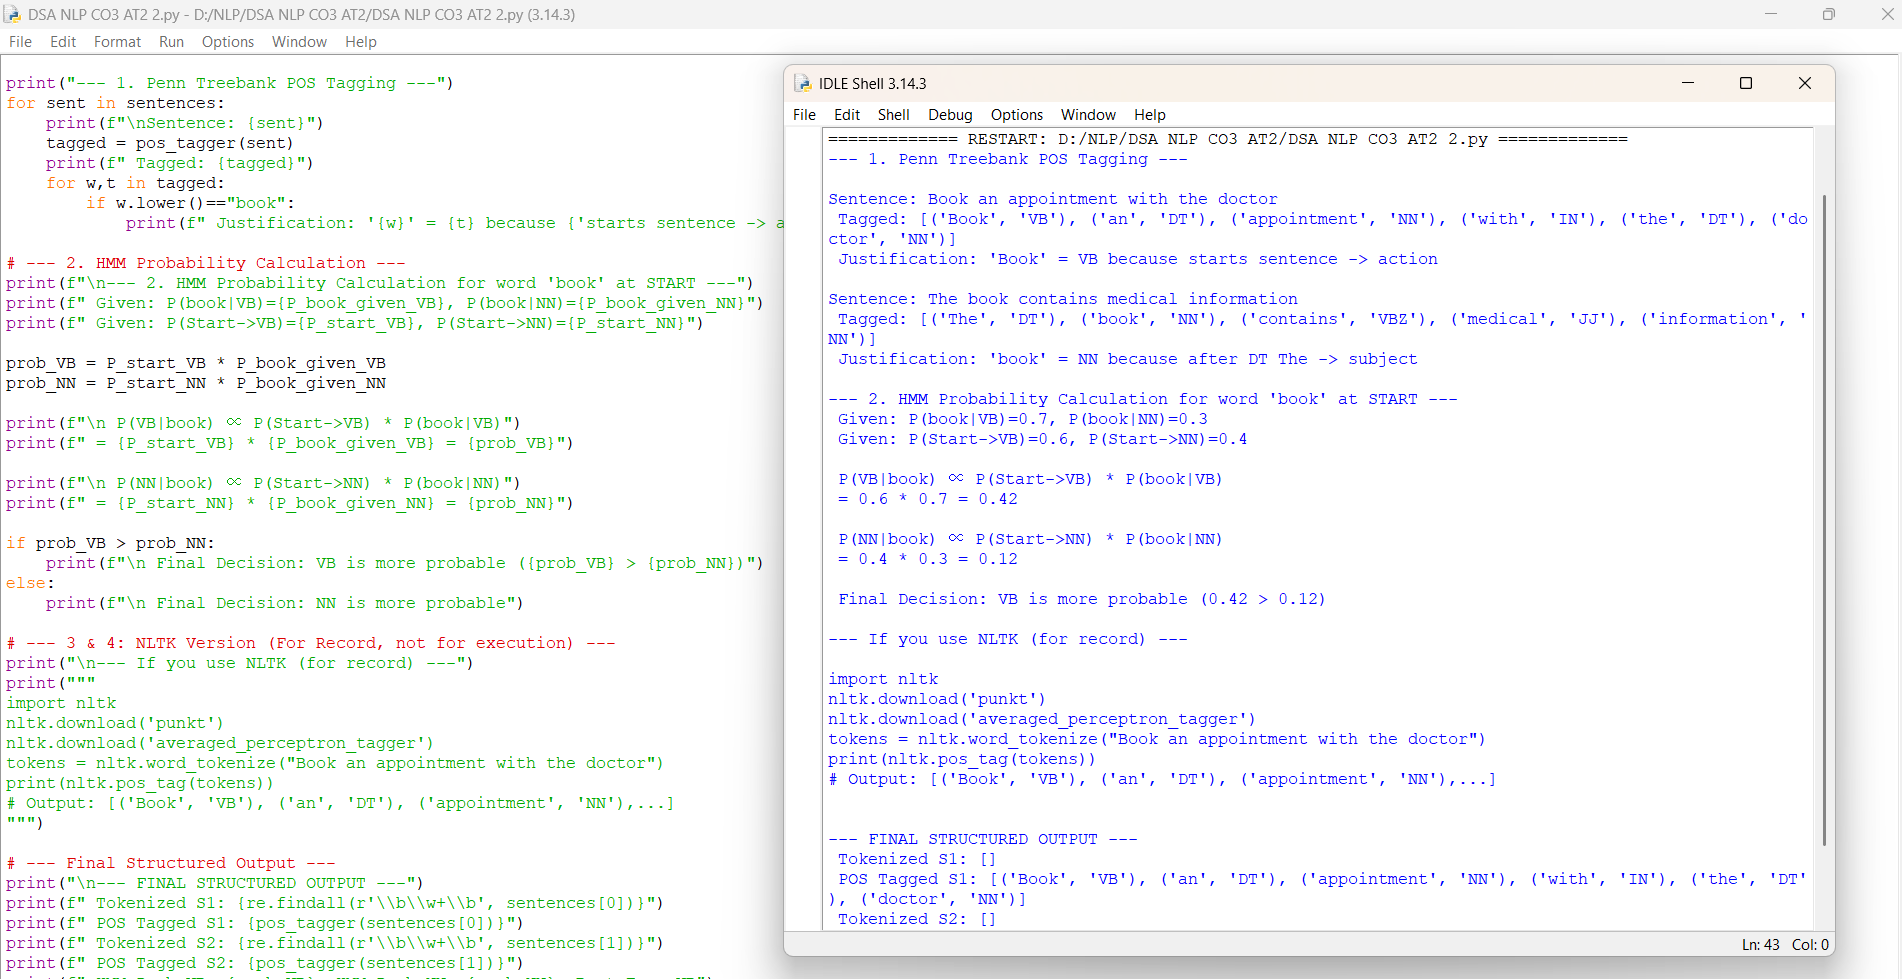 DSA NLP CO3 AT2 2.py - D:/NLP/DSA NLP CO3 AT2/DSA NLP CO3 AT2 2.py (3.14.3)
File Edit Format Run Options Window Help
print("--- 1. Penn Treebank POS Tagging ---")
for sent in sentences:
    print(f"\nSentence: {sent}")
    tagged = pos_tagger(sent)
    print(f" Tagged: {tagged}")
    for w,t in tagged:
        if w.lower()=="book":
            print(f" Justification: '{w}' = {t} because {'starts sentence -> a
# --- 2. HMM Probability Calculation ---
print(f"\n--- 2. HMM Probability Calculation for word 'book' at START ---")
print(f" Given: P(book|VB)={P_book_given_VB}, P(book|NN)={P_book_given_NN}")
print(f" Given: P(Start->VB)={P_start_VB}, P(Start->NN)={P_start_NN}")
prob_VB = P_start_VB * P_book_given_VB
prob_NN = P_start_NN * P_book_given_NN
print(f"\n P(VB|book) ∝ P(Start->VB) * P(book|VB)")
print(f" = {P_start_VB} * {P_book_given_VB} = {prob_VB}")
print(f"\n P(NN|book) ∝ P(Start->NN) * P(book|NN)")
print(f" = {P_start_NN} * {P_book_given_NN} = {prob_NN}")
if prob_VB > prob_NN:
    print(f"\n Final Decision: VB is more probable ({prob_VB} > {prob_NN})")
else:
    print(f"\n Final Decision: NN is more probable")
# --- 3 & 4: NLTK Version (For Record, not for execution) ---
print("\n--- If you use NLTK (for record) ---")
print("""
import nltk
nltk.download('punkt')
nltk.download('averaged_perceptron_tagger')
tokens = nltk.word_tokenize("Book an appointment with the doctor")
print(nltk.pos_tag(tokens))
# Output: [('Book', 'VB'), ('an', 'DT'), ('appointment', 'NN'),...]
""")
# --- Final Structured Output ---
print("\n--- FINAL STRUCTURED OUTPUT ---")
print(f" Tokenized S1: {re.findall(r'\\b\\w+\\b', sentences[0])}")
print(f" POS Tagged S1: {pos_tagger(sentences[0])}")
print(f" Tokenized S2: {re.findall(r'\\b\\w+\\b', sentences[1])}")
print(f" POS Tagged S2: {pos_tagger(sentences[1])}")
IDLE Shell 3.14.3
File Edit Shell Debug Options Window Help
============= RESTART: D:/NLP/DSA NLP CO3 AT2/DSA NLP CO3 AT2 2.py =============
--- 1. Penn Treebank POS Tagging ---
Sentence: Book an appointment with the doctor
 Tagged: [('Book', 'VB'), ('an', 'DT'), ('appointment', 'NN'), ('with', 'IN'), ('the', 'DT'), ('do
ctor', 'NN')]
 Justification: 'Book' = VB because starts sentence -> action
Sentence: The book contains medical information
 Tagged: [('The', 'DT'), ('book', 'NN'), ('contains', 'VBZ'), ('medical', 'JJ'), ('information', '
NN')]
 Justification: 'book' = NN because after DT The -> subject
--- 2. HMM Probability Calculation for word 'book' at START ---
 Given: P(book|VB)=0.7, P(book|NN)=0.3
 Given: P(Start->VB)=0.6, P(Start->NN)=0.4
 P(VB|book) ∝ P(Start->VB) * P(book|VB)
 = 0.6 * 0.7 = 0.42
 P(NN|book) ∝ P(Start->NN) * P(book|NN)
 = 0.4 * 0.3 = 0.12
 Final Decision: VB is more probable (0.42 > 0.12)
--- If you use NLTK (for record) ---
import nltk
nltk.download('punkt')
nltk.download('averaged_perceptron_tagger')
tokens = nltk.word_tokenize("Book an appointment with the doctor")
print(nltk.pos_tag(tokens))
# Output: [('Book', 'VB'), ('an', 'DT'), ('appointment', 'NN'),...]
--- FINAL STRUCTURED OUTPUT ---
 Tokenized S1: []
 POS Tagged S1: [('Book', 'VB'), ('an', 'DT'), ('appointment', 'NN'), ('with', 'IN'), ('the', 'DT'
), ('doctor', 'NN')]
 Tokenized S2: []
Ln: 43 Col: 0